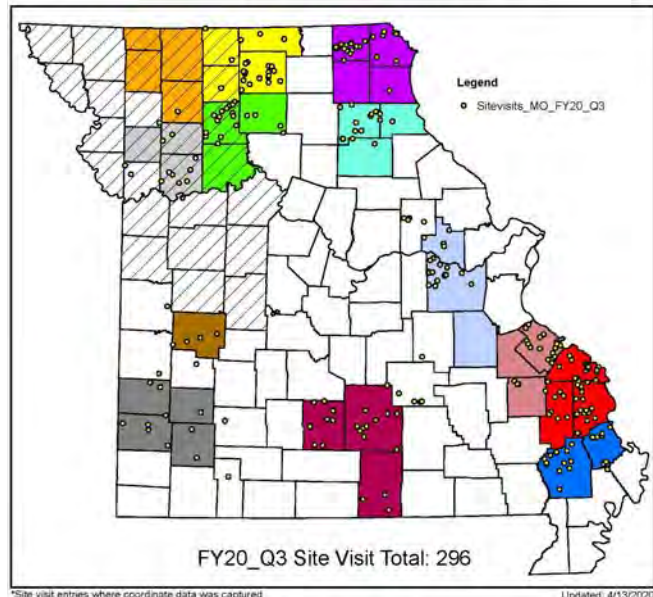 Legend
Sitevisits_MO_FY20_Q3
FY20_Q3 Site Visit Total: 296
*Site visit entries where coordinate data was captured
Updated: 4/13/2020